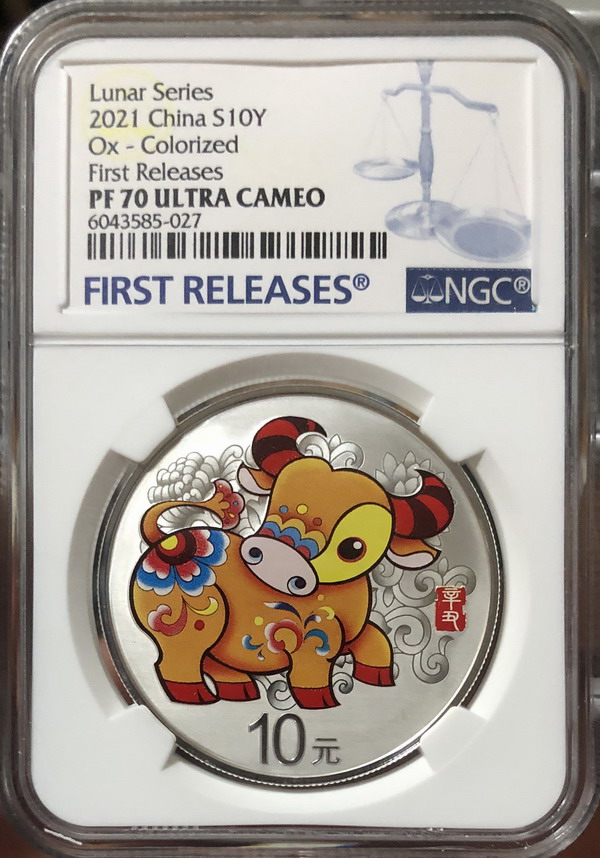 Lunar Series
2021 China S10Y
Ox - Colorized
First Releases
PF 70 ULTRA CAMEO
6043585-027
FIRST RELEASES®
NGC®
辛丑
10元